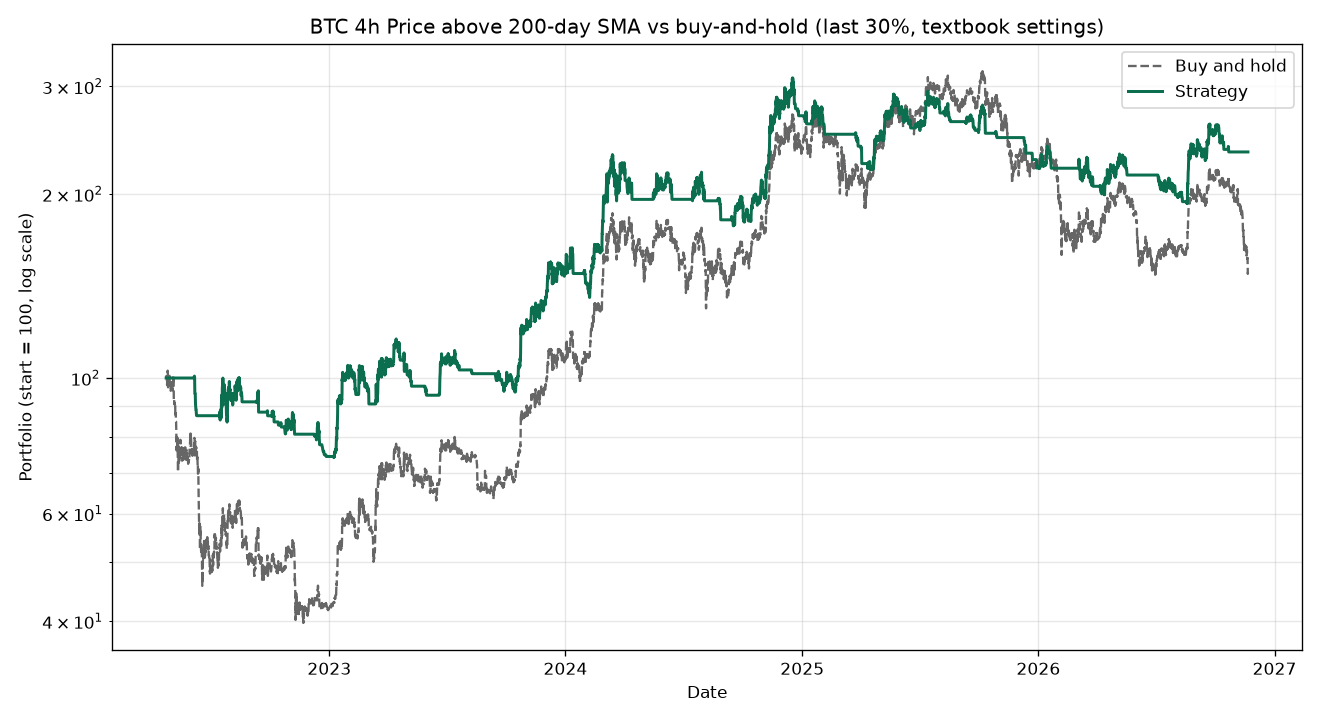 BTC 4h Price above 200-day SMA vs buy-and-hold (last 30%, textbook settings)
Buy and hold
Strategy
3 × 10²
2 × 10²
10²
6 × 10¹
4 × 10¹
Portfolio (start = 100, log scale)
2023
2024
2025
2026
2027
Date